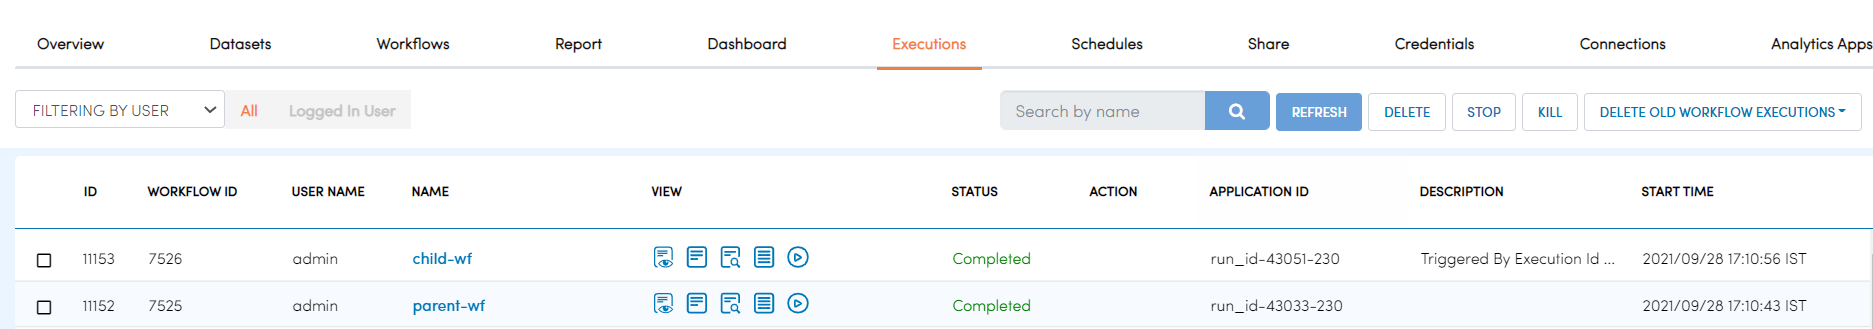 Overview Datasets Workflows Report Dashboard Executions Schedules Share Credentials Connections Analytics Apps
FILTERING BY USER All Logged In User Search by name REFRESH DELETE STOP KILL DELETE OLD WORKFLOW EXECUTIONS
ID WORKFLOW ID USER NAME NAME VIEW STATUS ACTION APPLICATION ID DESCRIPTION START TIME
11153 7526 admin child-wf Completed run_id-43051-230 Triggered By Execution Id ... 2021/09/28 17:10:56 IST
11152 7525 admin parent-wf Completed run_id-43033-230 2021/09/28 17:10:43 IST